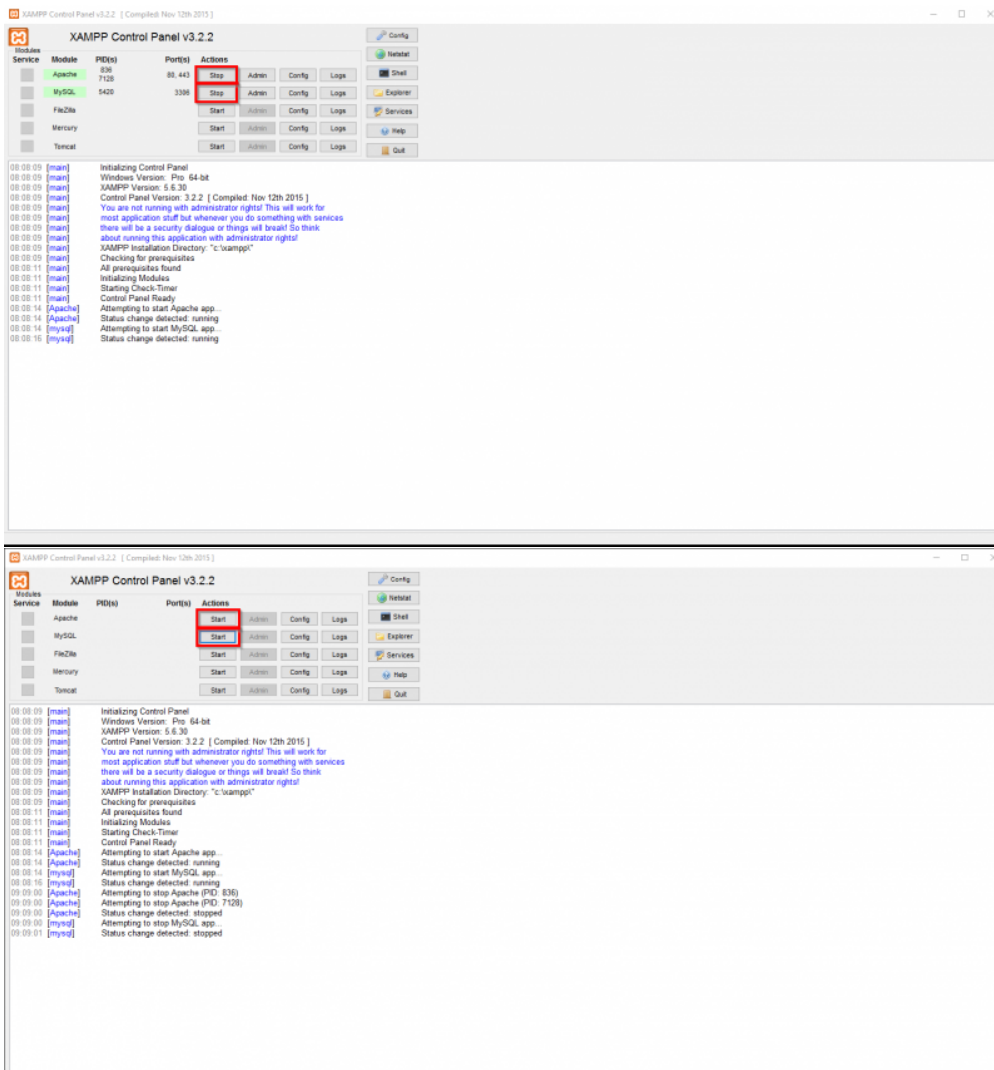 XAMPP Control Panel v3.2.2 [ Compiled: Nov 12th 2015 ]
XAMPP Control Panel v3.2.2
Config
Modules
Service Module PID(s) Port(s) Actions
Netstat
Apache 836 7128 80, 443 Stop Admin Config Logs
Shell
MySQL 5420 3306 Stop Admin Config Logs
Explorer
FileZilla Start Admin Config Logs
Services
Mercury Start Admin Config Logs
Help
Tomcat Start Admin Config Logs
Quit
08:08:09 [main] Initializing Control Panel
08:08:09 [main] Windows Version: Pro 64-bit
08:08:09 [main] XAMPP Version: 5.6.30
08:08:09 [main] Control Panel Version: 3.2.2 [ Compiled: Nov 12th 2015 ]
08:08:09 [main] You are not running with administrator rights! This will work for
08:08:09 [main] most application stuff but whenever you do something with services
08:08:09 [main] there will be a security dialogue or things will break! So think
08:08:09 [main] about running this application with administrator rights!
08:08:09 [main] XAMPP Installation Directory: "c:\xampp\"
08:08:09 [main] Checking for prerequisites
08:08:11 [main] All prerequisites found
08:08:11 [main] Initializing Modules
08:08:11 [main] Starting Check-Timer
08:08:11 [main] Control Panel Ready
08:08:14 [Apache] Attempting to start Apache app...
08:08:14 [Apache] Status change detected: running
08:08:14 [mysql] Attempting to start MySQL app...
08:08:16 [mysql] Status change detected: running
XAMPP Control Panel v3.2.2 [ Compiled: Nov 12th 2015 ]
XAMPP Control Panel v3.2.2
Config
Modules
Service Module PID(s) Port(s) Actions
Netstat
Apache Start Admin Config Logs
Shell
MySQL Start Admin Config Logs
Explorer
FileZilla Start Admin Config Logs
Services
Mercury Start Admin Config Logs
Help
Tomcat Start Admin Config Logs
Quit
08:08:09 [main] Initializing Control Panel
08:08:09 [main] Windows Version: Pro 64-bit
08:08:09 [main] XAMPP Version: 5.6.30
08:08:09 [main] Control Panel Version: 3.2.2 [ Compiled: Nov 12th 2015 ]
08:08:09 [main] You are not running with administrator rights! This will work for
08:08:09 [main] most application stuff but whenever you do something with services
08:08:09 [main] there will be a security dialogue or things will break! So think
08:08:09 [main] about running this application with administrator rights!
08:08:09 [main] XAMPP Installation Directory: "c:\xampp\"
08:08:09 [main] Checking for prerequisites
08:08:11 [main] All prerequisites found
08:08:11 [main] Initializing Modules
08:08:11 [main] Starting Check-Timer
08:08:11 [main] Control Panel Ready
08:08:14 [Apache] Attempting to start Apache app...
08:08:14 [Apache] Status change detected: running
08:08:14 [mysql] Attempting to start MySQL app...
08:08:16 [mysql] Status change detected: running
09:09:00 [Apache] Attempting to stop Apache (PID: 836)
09:09:00 [Apache] Attempting to stop Apache (PID: 7128)
09:09:00 [Apache] Status change detected: stopped
09:09:00 [mysql] Attempting to stop MySQL app...
09:09:01 [mysql] Status change detected: stopped